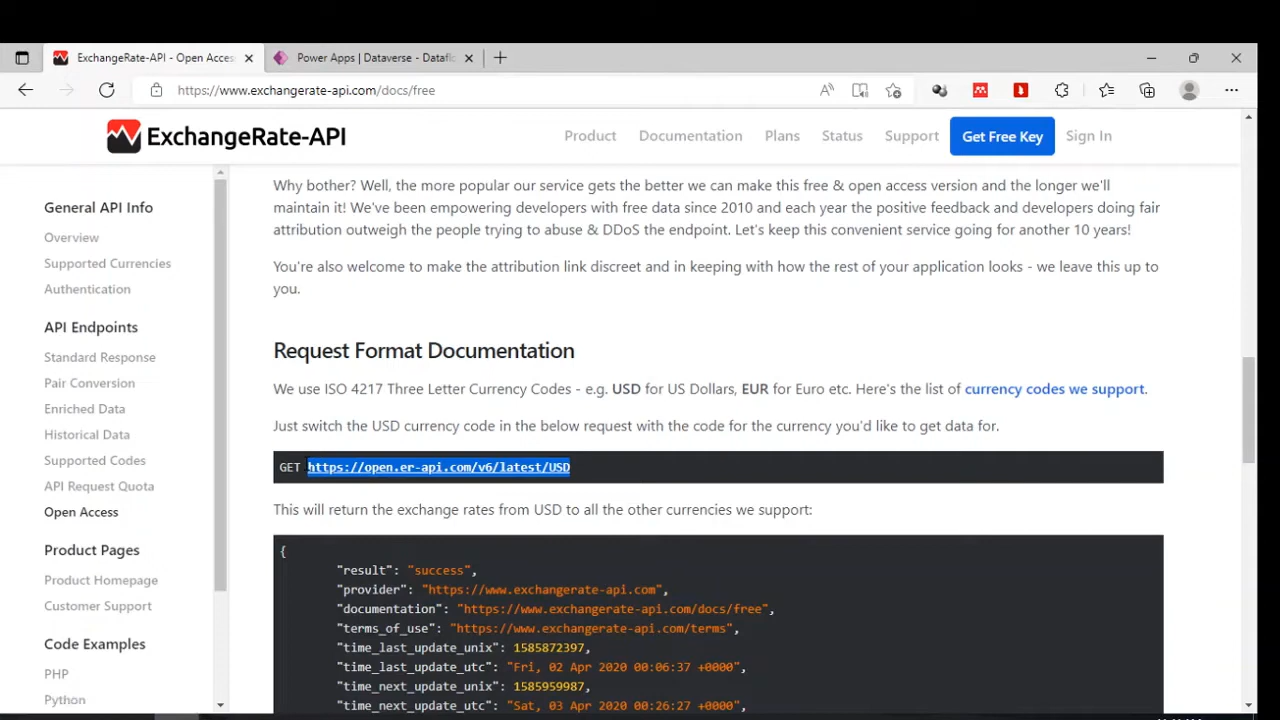 ExchangeRate-API - Open Acces
Power Apps | Dataverse - Datafl
https://www.exchangerate-api.com/docs/free
ExchangeRate-API
Product
Documentation
Plans
Status
Support
Get Free Key
Sign In
General API Info
Overview
Supported Currencies
Authentication
API Endpoints
Standard Response
Pair Conversion
Enriched Data
Historical Data
Supported Codes
API Request Quota
Open Access
Product Pages
Product Homepage
Customer Support
Code Examples
PHP
Python
Why bother? Well, the more popular our service gets the better we can make this free & open access version and the longer we'll
maintain it! We've been empowering developers with free data since 2010 and each year the positive feedback and developers doing fair
attribution outweigh the people trying to abuse & DDoS the endpoint. Let's keep this convenient service going for another 10 years!
You're also welcome to make the attribution link discreet and in keeping with how the rest of your application looks - we leave this up to
you.
Request Format Documentation
We use ISO 4217 Three Letter Currency Codes - e.g. USD for US Dollars, EUR for Euro etc. Here's the list of currency codes we support.
Just switch the USD currency code in the below request with the code for the currency you'd like to get data for.
GET https://open.er-api.com/v6/latest/USD
This will return the exchange rates from USD to all the other currencies we support:
{
"result": "success",
"provider": "https://www.exchangerate-api.com",
"documentation": "https://www.exchangerate-api.com/docs/free",
"terms_of_use": "https://www.exchangerate-api.com/terms",
"time_last_update_unix": 1585872397,
"time_last_update_utc": "Fri, 02 Apr 2020 00:06:37 +0000",
"time_next_update_unix": 1585959987,
"time_next_update_utc": "Sat, 03 Apr 2020 00:26:27 +0000",